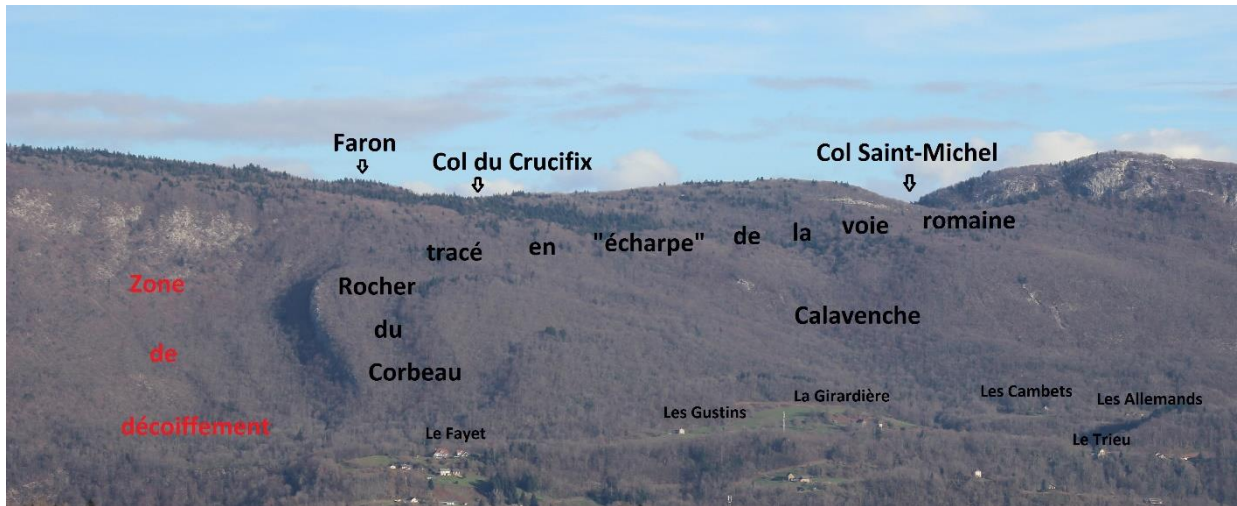 Faron
Col du Crucifix
Col Saint-Michel
tracé en "écharpe" de la voie romaine
Zone
de
décoiffement
Rocher
du
Corbeau
Calavenche
Les Cambets
La Girardière
Les Allemands
Les Gustins
Le Fayet
Le Trieu